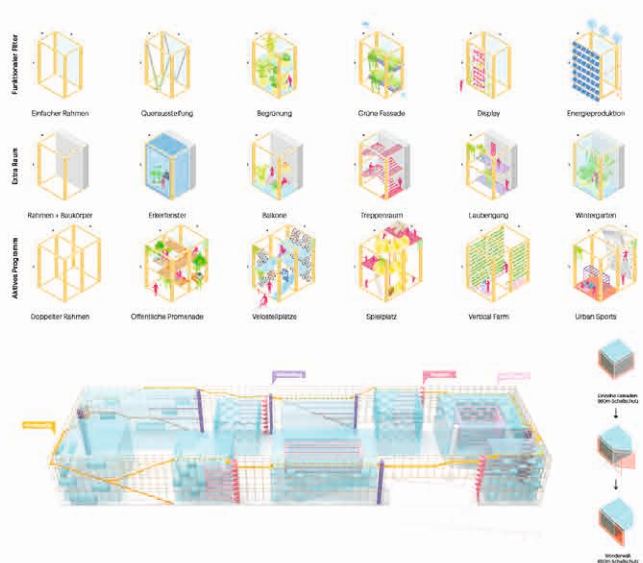 Funktionaler Filter
Einfacher Rahmen
Queraussteifung
Begrünung
Grüne Fassade
Display
Energieproduktion
Extra Raum
Rahmen + Baukörper
Erkerfenster
Balkone
Treppenraum
Laubengang
Wintergarten
Aktives Programm
Doppelter Rahmen
Öffentliche Promenade
Velostellplätze
Spielplatz
Vertical Farm
Urban Sports
Wonderwall